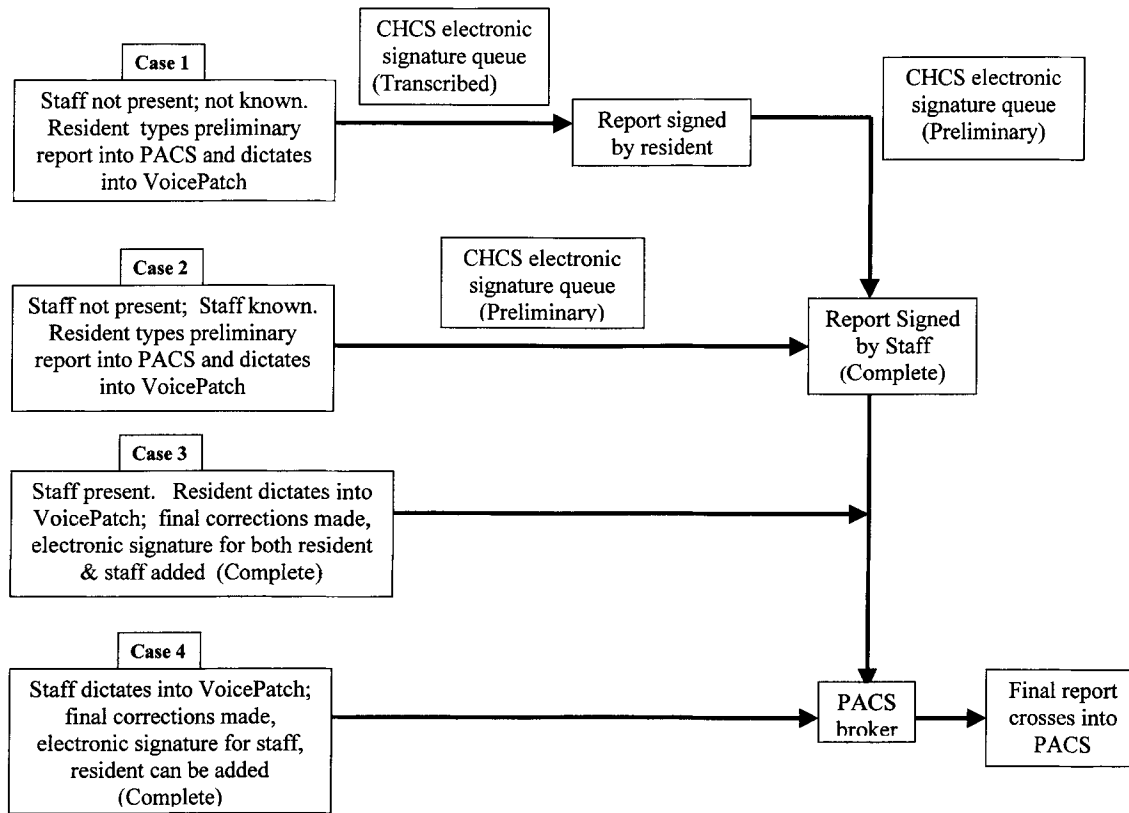 CHCS electronic
signature queue
(Transcribed)
Case 1
Staff not present; not known.
Resident types preliminary
report into PACS and dictates
into VoicePatch
Report signed
by resident
CHCS electronic
signature queue
(Preliminary)
Case 2
Staff not present; Staff known.
Resident types preliminary
report into PACS and dictates
into VoicePatch
CHCS electronic
signature queue
(Preliminary)
Report Signed
by Staff
(Complete)
Case 3
Staff present. Resident dictates into
VoicePatch; final corrections made,
electronic signature for both resident
& staff added (Complete)
Case 4
Staff dictates into VoicePatch;
final corrections made,
electronic signature for staff,
resident can be added
(Complete)
PACS
broker
Final report
crosses into
PACS